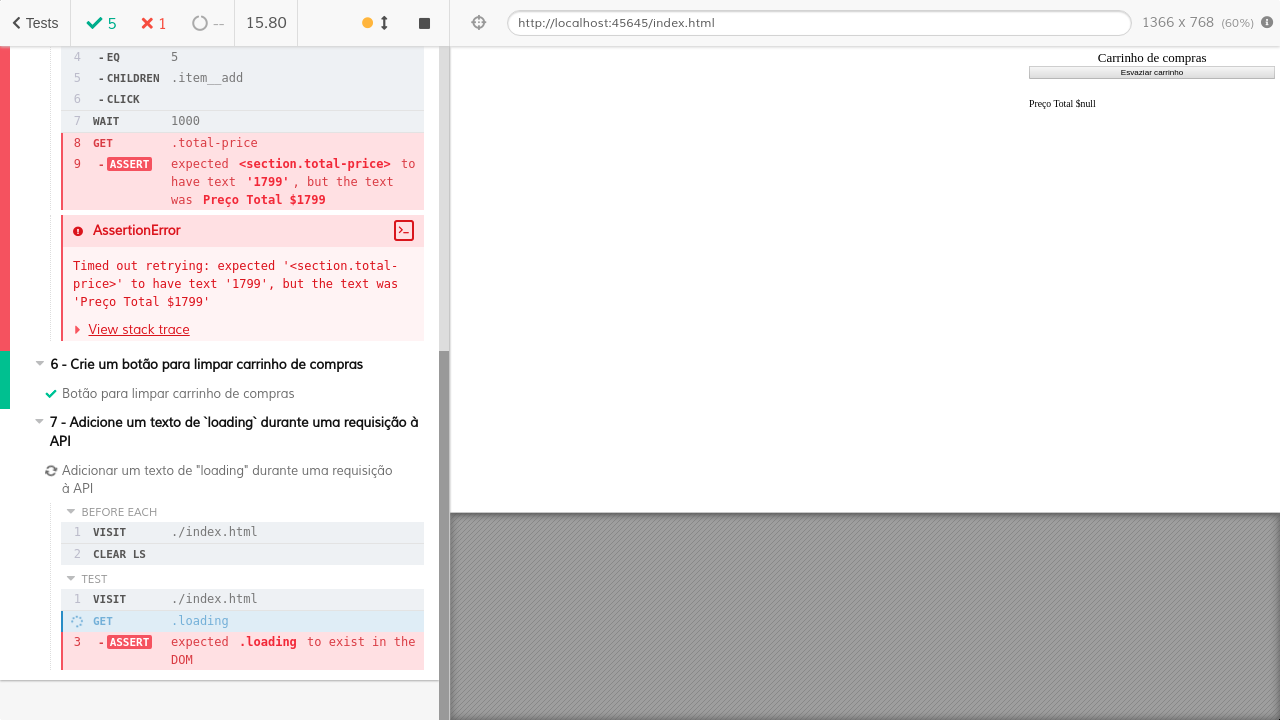 Tests
5
1
--
15.80
http://localhost:45645/index.html
1366 x 768 (60%)
4 - EQ 5
5 - CHILDREN .item__add
6 - CLICK
7 WAIT 1000
8 GET .total-price
9 - ASSERT expected <section.total-price> to
have text '1799', but the text
was Preço Total $1799
AssertionError
Timed out retrying: expected '<section.total-
price>' to have text '1799', but the text was
'Preço Total $1799'
View stack trace
6 - Crie um botão para limpar carrinho de compras
Botão para limpar carrinho de compras
7 - Adicione um texto de `loading` durante uma requisição à
API
Adicionar um texto de "loading" durante uma requisição
à API
BEFORE EACH
1 VISIT ./index.html
2 CLEAR LS
TEST
1 VISIT ./index.html
GET .loading
3 - ASSERT expected .loading to exist in the
DOM
Carrinho de compras
Esvaziar carrinho
Preço Total $null